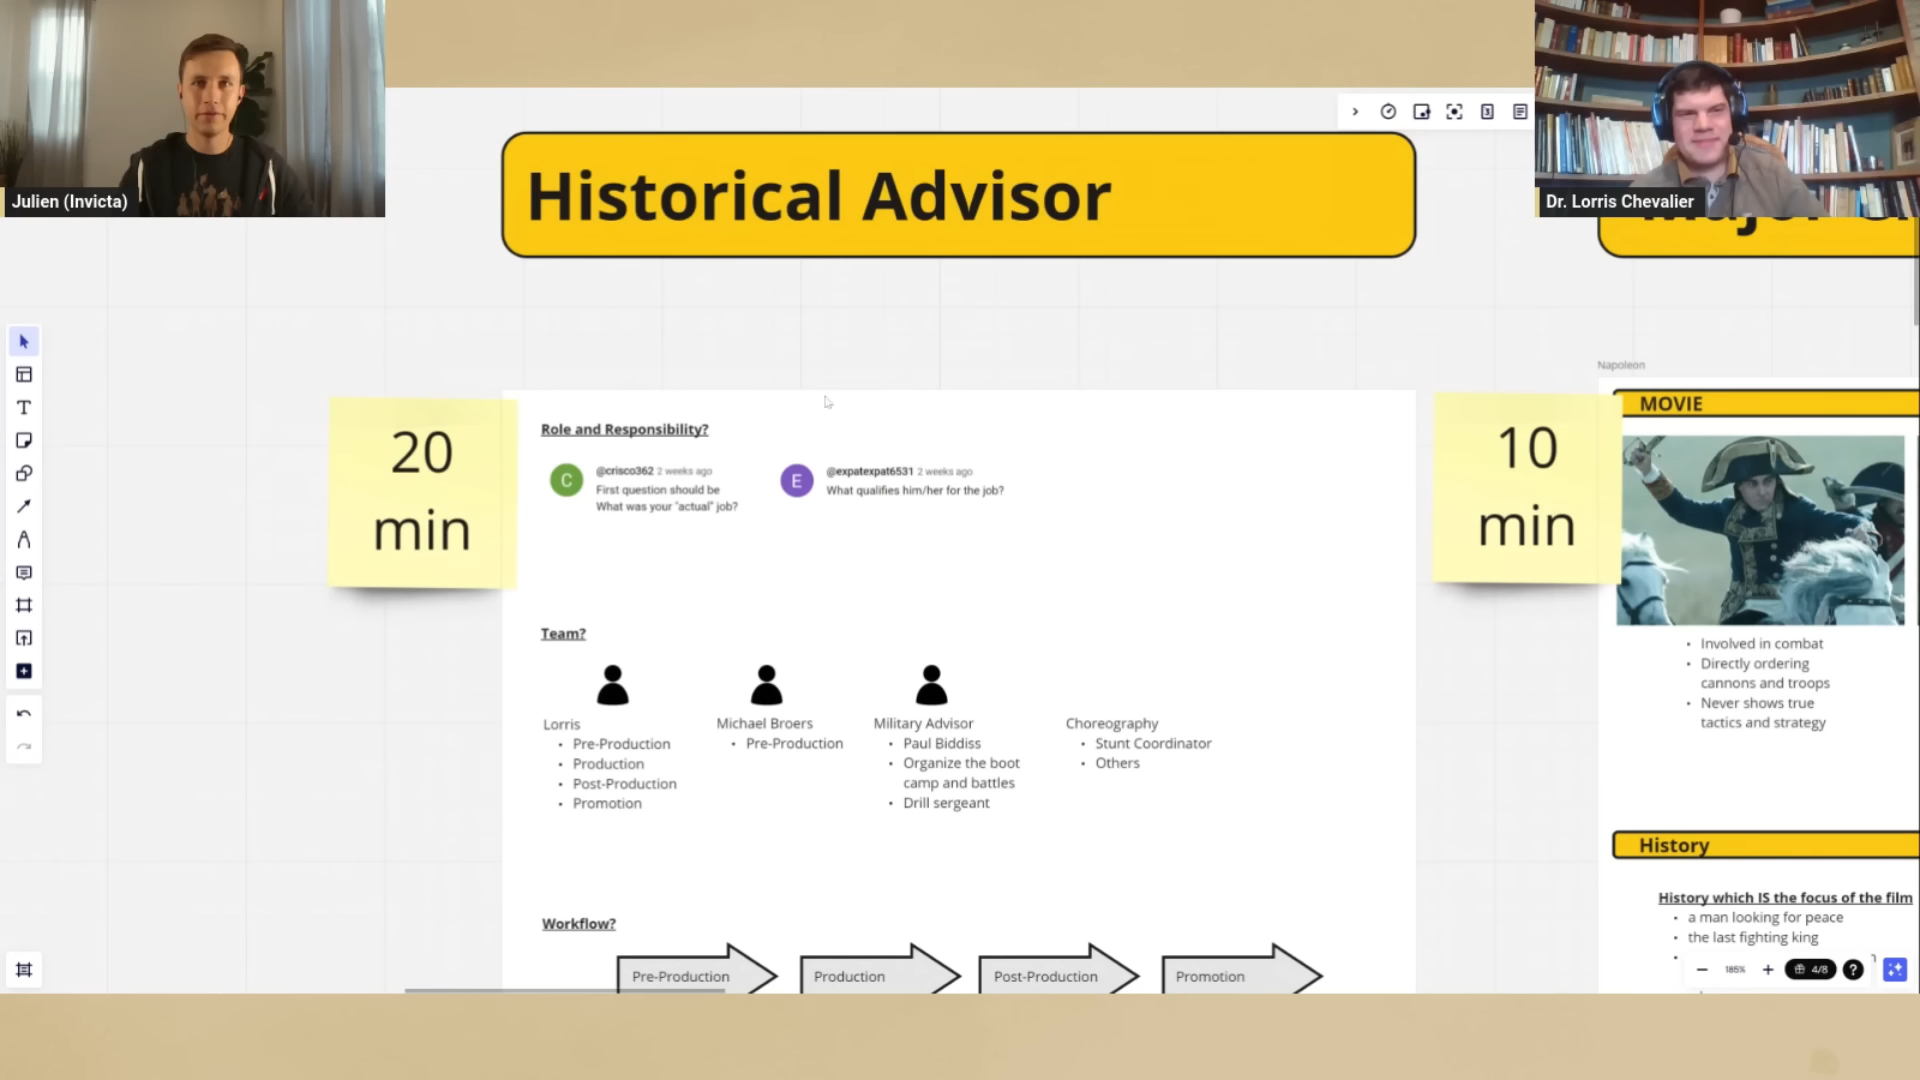 Julien (Invicta)
Dr. Lorris Chevalier
Historical Advisor
20
min
Role and Responsibility?
C
@crisco362 2 weeks ago
First question should be
What was your "actual" job?
E
@expatexpat6531 2 weeks ago
What qualifies him/her for the job?
Team?
Lorris
• Pre-Production
• Production
• Post-Production
• Promotion
Michael Broers
• Pre-Production
Military Advisor
• Paul Biddiss
• Organize the boot
camp and battles
• Drill sergeant
Choreography
• Stunt Coordinator
• Others
Workflow?
Pre-Production
Production
Post-Production
Promotion
10
min
Napoleon
MOVIE
• Involved in combat
• Directly ordering
cannons and troops
• Never shows true
tactics and strategy
History
History which IS the focus of the film
• a man looking for peace
• the last fighting king
185%
4/8